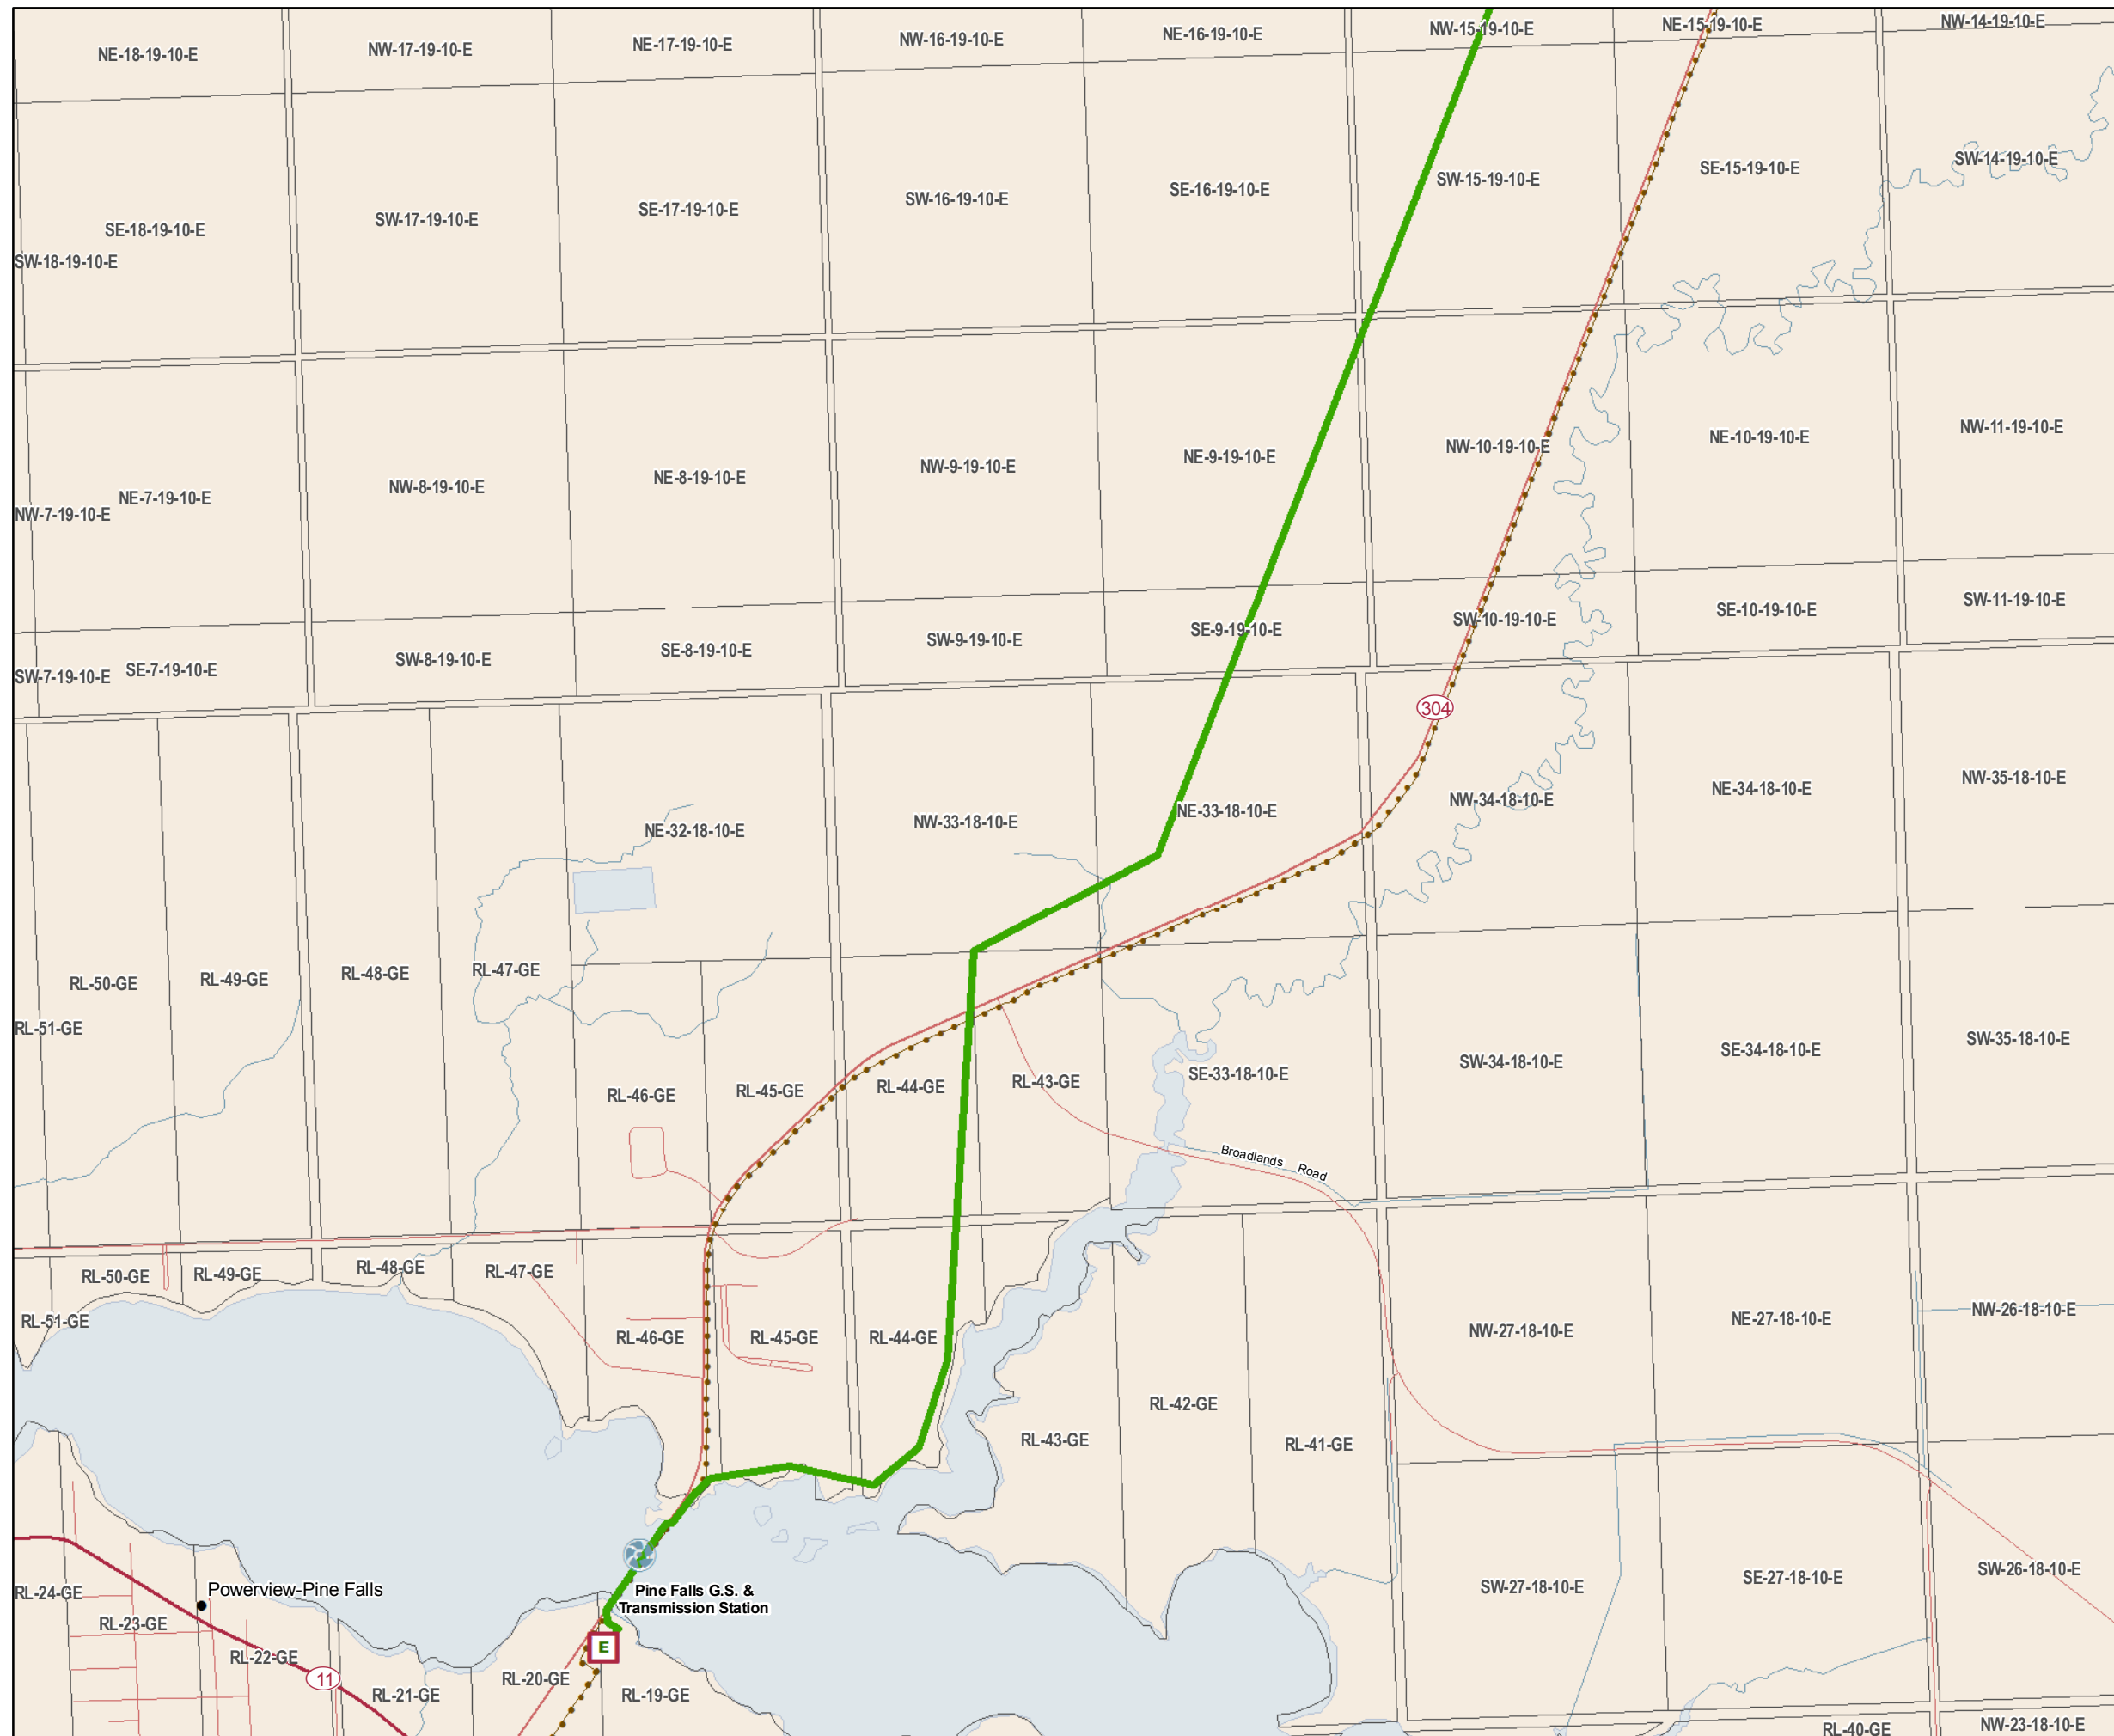 NE-18-19-10-E
NW-17-19-10-E
NE-17-19-10-E
NW-16-19-10-E
NE-16-19-10-E
NW-15-19-10-E
NE-15-19-10-E
NW-14-19-10-E
SW-18-19-10-E
SE-18-19-10-E
SW-17-19-10-E
SE-17-19-10-E
SW-16-19-10-E
SE-16-19-10-E
SW-15-19-10-E
SE-15-19-10-E
SW-14-19-10-E
NW-7-19-10-E
NE-7-19-10-E
NW-8-19-10-E
NE-8-19-10-E
NW-9-19-10-E
NE-9-19-10-E
NW-10-19-10-E
NE-10-19-10-E
NW-11-19-10-E
SW-7-19-10-E
SE-7-19-10-E
SW-8-19-10-E
SE-8-19-10-E
SW-9-19-10-E
SE-9-19-10-E
SW-10-19-10-E
SE-10-19-10-E
SW-11-19-10-E
304
NE-32-18-10-E
NW-33-18-10-E
NE-33-18-10-E
NW-34-18-10-E
NE-34-18-10-E
NW-35-18-10-E
RL-51-GE
RL-50-GE
RL-49-GE
RL-48-GE
RL-47-GE
RL-46-GE
RL-45-GE
RL-44-GE
RL-43-GE
SE-33-18-10-E
SW-34-18-10-E
SE-34-18-10-E
SW-35-18-10-E
Broadlands Road
RL-51-GE
RL-50-GE
RL-49-GE
RL-48-GE
RL-47-GE
RL-46-GE
RL-45-GE
RL-44-GE
NW-27-18-10-E
NE-27-18-10-E
NW-26-18-10-E
RL-43-GE
RL-42-GE
RL-41-GE
RL-24-GE
Powerview-Pine Falls
Pine Falls G.S. &
Transmission Station
SW-27-18-10-E
SE-27-18-10-E
SW-26-18-10-E
RL-23-GE
E
RL-22-GE
11
RL-21-GE
RL-20-GE
RL-19-GE
RL-40-GE
NW-23-18-10-E